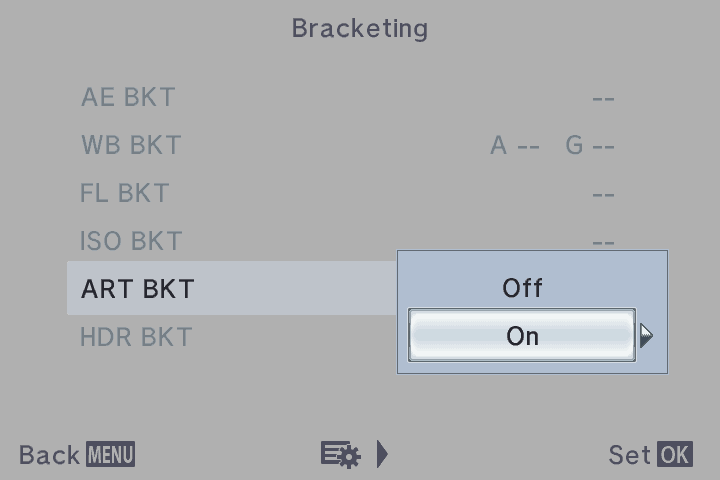 Bracketing
AE BKT --
WB BKT A -- G --
FL BKT --
ISO BKT --
ART BKT Off
On
HDR BKT
Back MENU Set OK